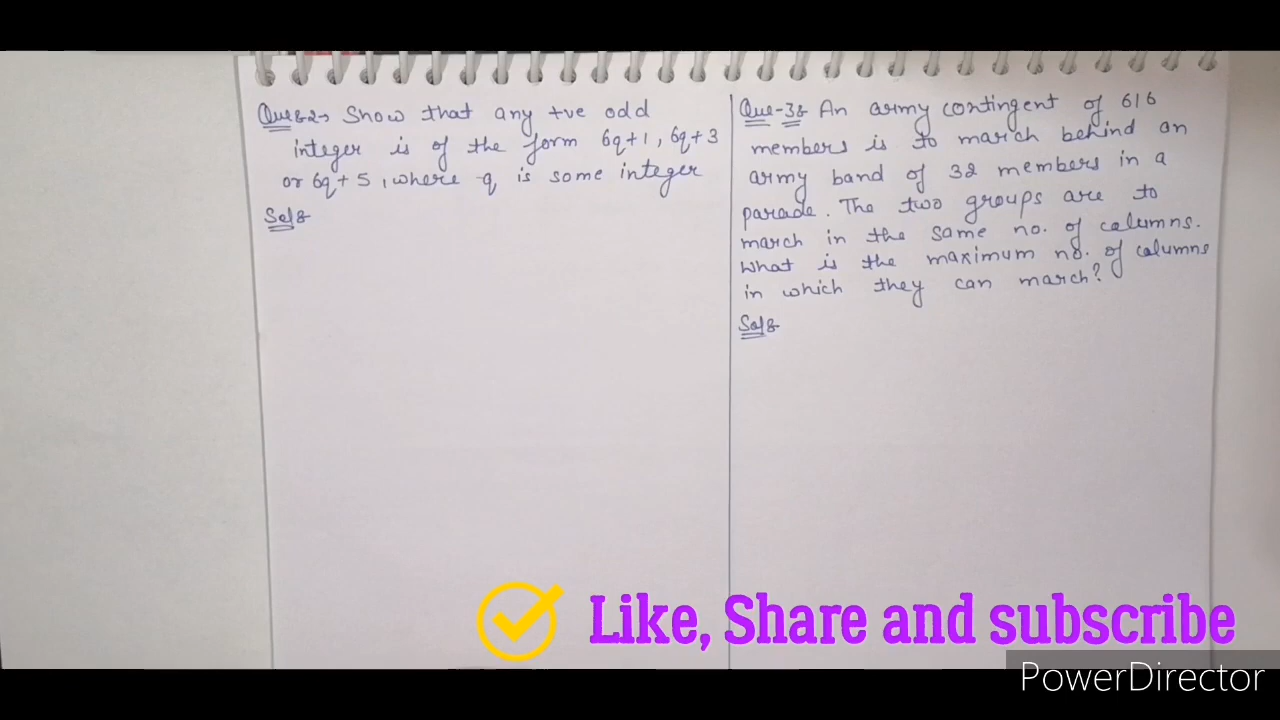 Que:2→ Show that any +ve odd
integer is of the form 6q+1, 6q+3
or 6q+5, where q is some integer
Sol:
Que-3: An army contingent of 616
members is to march behind an
army band of 32 members in a
parade. The two groups are to
march in the same no. of columns.
What is the maximum no. of columns
in which they can march?
Sol:
Like, Share and subscribe
PowerDirector